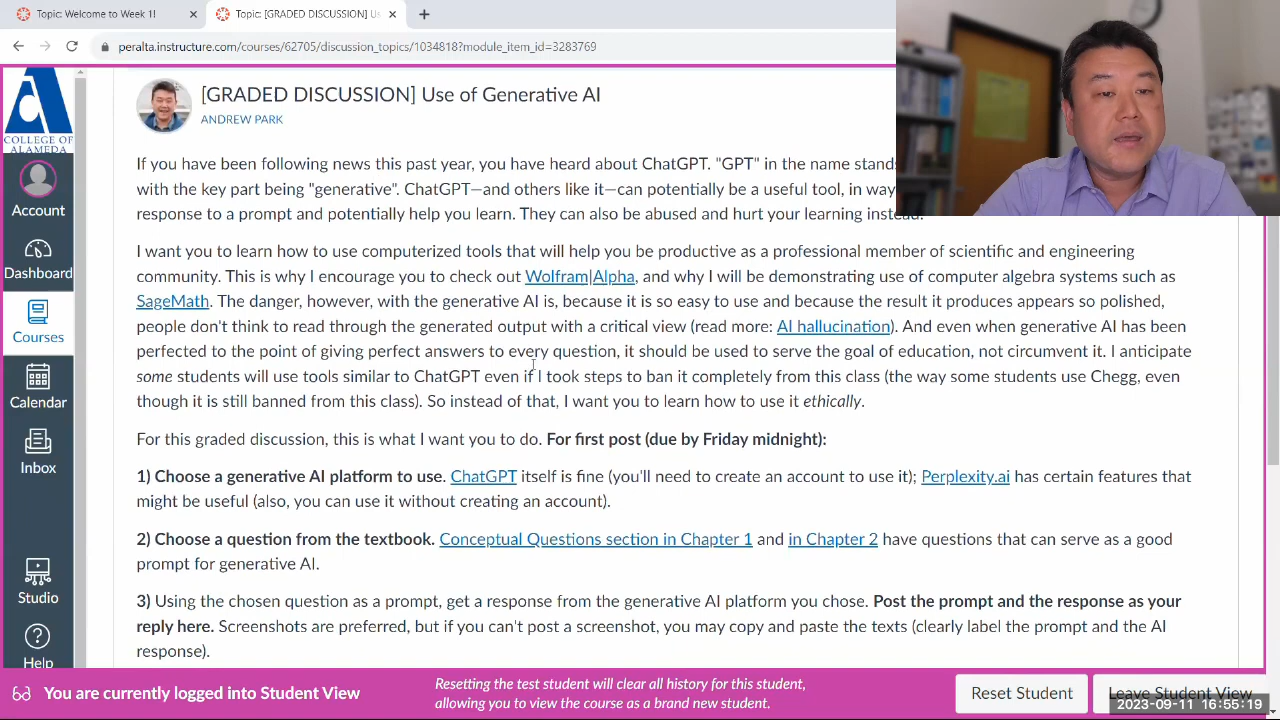 Topic: Welcome to Week 1!
Topic: [GRADED DISCUSSION] Us
peralta.instructure.com/courses/62705/discussion_topics/1034818?module_item_id=3283769
COLLEGE OF
ALAMEDA
Account
Dashboard
Courses
Calendar
Inbox
Studio
Help
[GRADED DISCUSSION] Use of Generative AI
ANDREW PARK
If you have been following news this past year, you have heard about ChatGPT. "GPT" in the name stands
with the key part being "generative". ChatGPT—and others like it—can potentially be a useful tool, in way
response to a prompt and potentially help you learn. They can also be abused and hurt your learning instead.
I want you to learn how to use computerized tools that will help you be productive as a professional member of scientific and engineering
community. This is why I encourage you to check out Wolfram|Alpha, and why I will be demonstrating use of computer algebra systems such as
SageMath. The danger, however, with the generative AI is, because it is so easy to use and because the result it produces appears so polished,
people don't think to read through the generated output with a critical view (read more: AI hallucination). And even when generative AI has been
perfected to the point of giving perfect answers to every question, it should be used to serve the goal of education, not circumvent it. I anticipate
some students will use tools similar to ChatGPT even if I took steps to ban it completely from this class (the way some students use Chegg, even
though it is still banned from this class). So instead of that, I want you to learn how to use it ethically.
For this graded discussion, this is what I want you to do. For first post (due by Friday midnight):
1) Choose a generative AI platform to use. ChatGPT itself is fine (you'll need to create an account to use it); Perplexity.ai has certain features that
might be useful (also, you can use it without creating an account).
2) Choose a question from the textbook. Conceptual Questions section in Chapter 1 and in Chapter 2 have questions that can serve as a good
prompt for generative AI.
3) Using the chosen question as a prompt, get a response from the generative AI platform you chose. Post the prompt and the response as your
reply here. Screenshots are preferred, but if you can't post a screenshot, you may copy and paste the texts (clearly label the prompt and the AI
response).
You are currently logged into Student View
Resetting the test student will clear all history for this student,
allowing you to view the course as a brand new student.
Reset Student
Leave Student View
2023-09-11 16:55:19